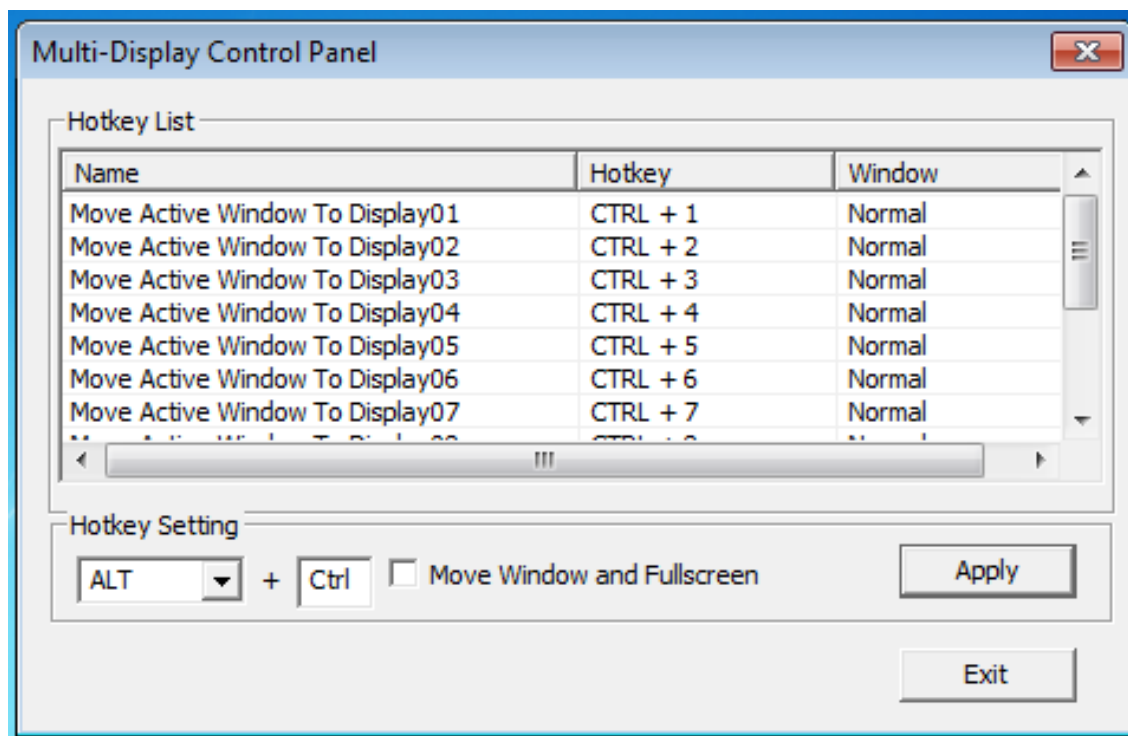 Multi-Display Control Panel
Hotkey List
Name Hotkey Window
Move Active Window To Display01 CTRL + 1 Normal
Move Active Window To Display02 CTRL + 2 Normal
Move Active Window To Display03 CTRL + 3 Normal
Move Active Window To Display04 CTRL + 4 Normal
Move Active Window To Display05 CTRL + 5 Normal
Move Active Window To Display06 CTRL + 6 Normal
Move Active Window To Display07 CTRL + 7 Normal
Hotkey Setting
ALT + Ctrl Move Window and Fullscreen Apply
Exit